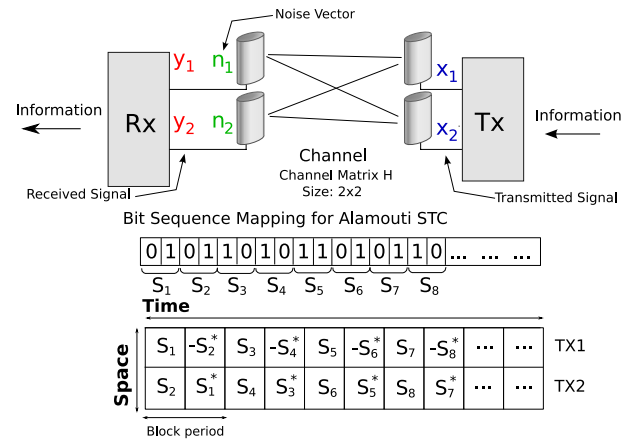 Noise Vector
y1 n1 x1
Information Rx Tx Information
y2 n2 x2
Channel
Channel Matrix H
Size: 2x2
Received Signal Transmitted Signal
Bit Sequence Mapping for Alamouti STC
0 1 0 1 1 0 1 0 1 1 0 1 0 1 1 0 ... ... ...
S1 S2 S3 S4 S5 S6 S7 S8
Time
Space
S1 -S2* S3 -S4* S5 -S6* S7 -S8* ... ... TX1
S2 S1* S4 S3* S6 S5* S8 S7* ... ... TX2
Block period